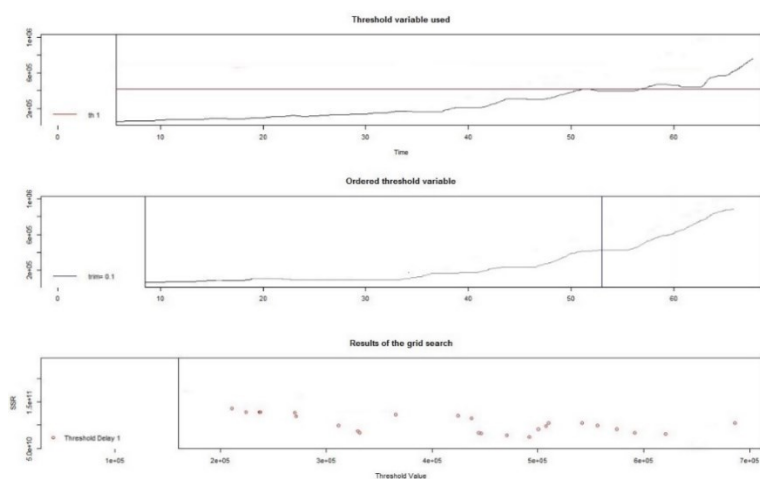 Threshold variable used
1e+06
6e+05
2e+05
th 1
0 10 20 30 40 50 60
Time
Ordered threshold variable
1e+06
6e+05
2e+05
trim= 0.1
0 10 20 30 40 50 60
Results of the grid search
SSR
1.5e+11
5.0e+10
Threshold Delay 1
1e+05 2e+05 3e+05 4e+05 5e+05 6e+05 7e+05
Threshold Value